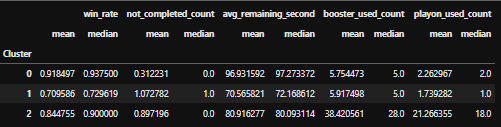 win_rate not_completed_count avg_remaining_second booster_used_count playon_used_count
mean median mean median mean median mean median mean median
Cluster
0 0.918497 0.937500 0.312231 0.0 96.931592 97.273372 5.754473 5.0 2.262967 2.0
1 0.709586 0.729619 1.072782 1.0 70.565821 72.168612 5.917498 5.0 1.739282 1.0
2 0.844755 0.900000 0.897196 0.0 80.916277 80.093114 38.420561 28.0 21.266355 18.0